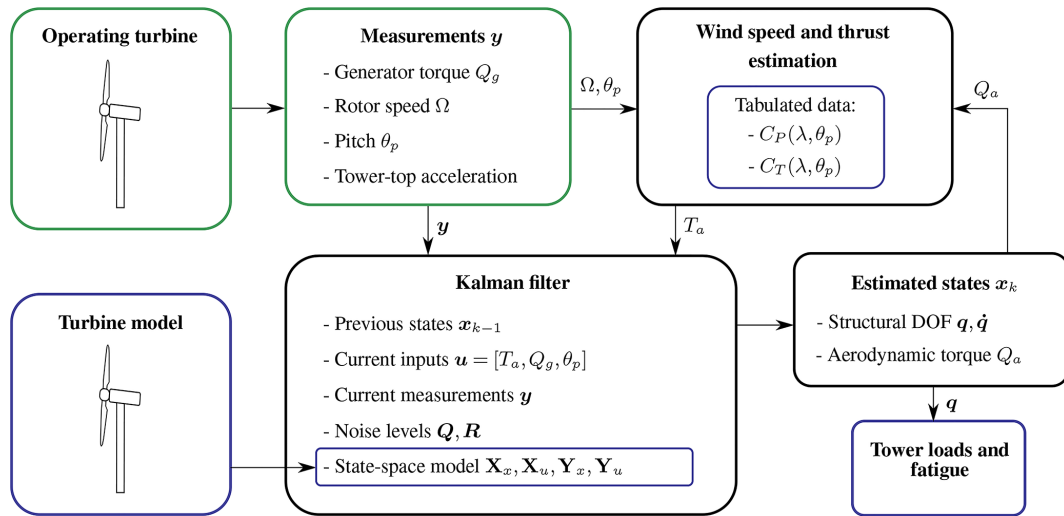 Operating turbine
Measurements y
- Generator torque Q_g
- Rotor speed Ω
- Pitch θ_p
- Tower-top acceleration
Ω, θ_p
Wind speed and thrust
estimation
Tabulated data:
- C_P(λ, θ_p)
- C_T(λ, θ_p)
Q_a
y
T_a
Turbine model
Kalman filter
- Previous states x_{k−1}
- Current inputs u = [T_a, Q_g, θ_p]
- Current measurements y
- Noise levels Q, R
- State-space model X_x, X_u, Y_x, Y_u
Estimated states x_k
- Structural DOF q, q̇
- Aerodynamic torque Q_a
q
Tower loads and
fatigue